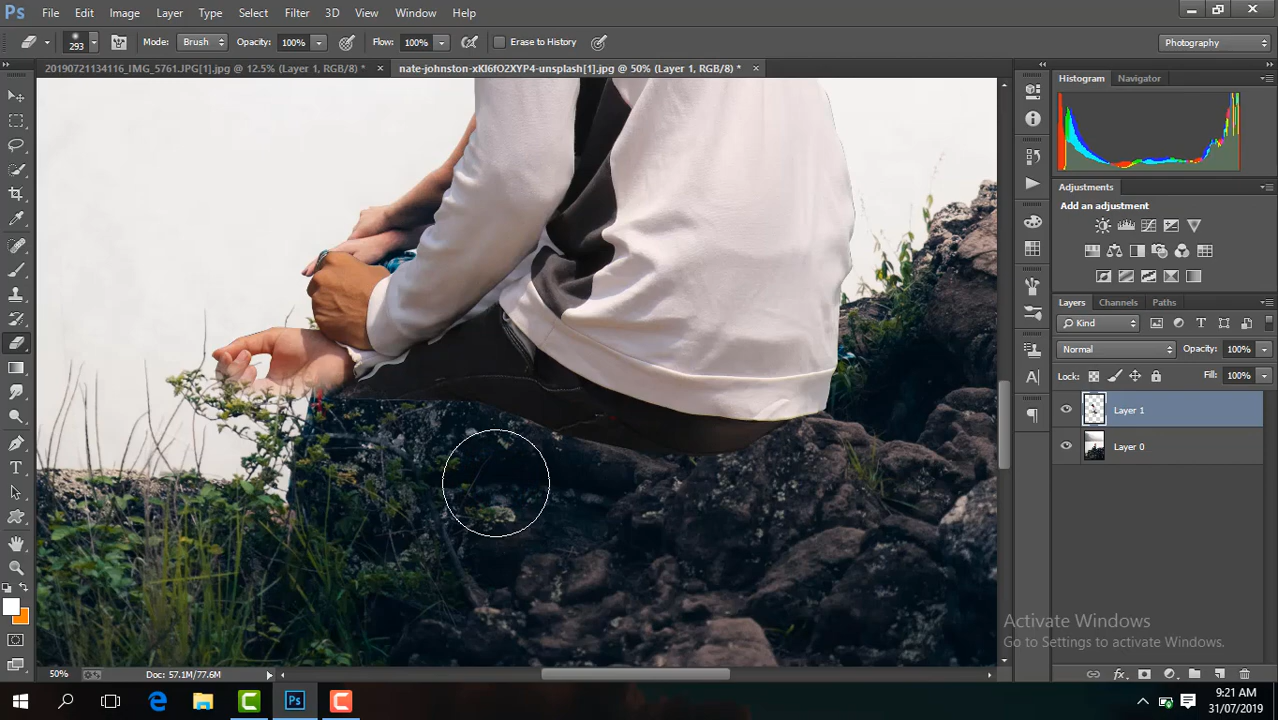 Ps File Edit Image Layer Type Select Filter 3D View Window Help
293 Mode: Brush Opacity: 100% Flow: 100% Erase to History Photography
20190721134116_IMG_5761.JPG[1].jpg @ 12.5% (Layer 1, RGB/8) * × nate-johnston-xKI6fO2XYP4-unsplash[1].jpg @ 50% (Layer 1, RGB/8) * ×
Histogram Navigator
Adjustments
Add an adjustment
Layers Channels Paths
Kind
Normal Opacity: 100%
Lock: Fill: 100%
Layer 1
Layer 0
Activate Windows
Go to Settings to activate Windows.
50% Doc: 57.1M/77.6M
9:21 AM
31/07/2019